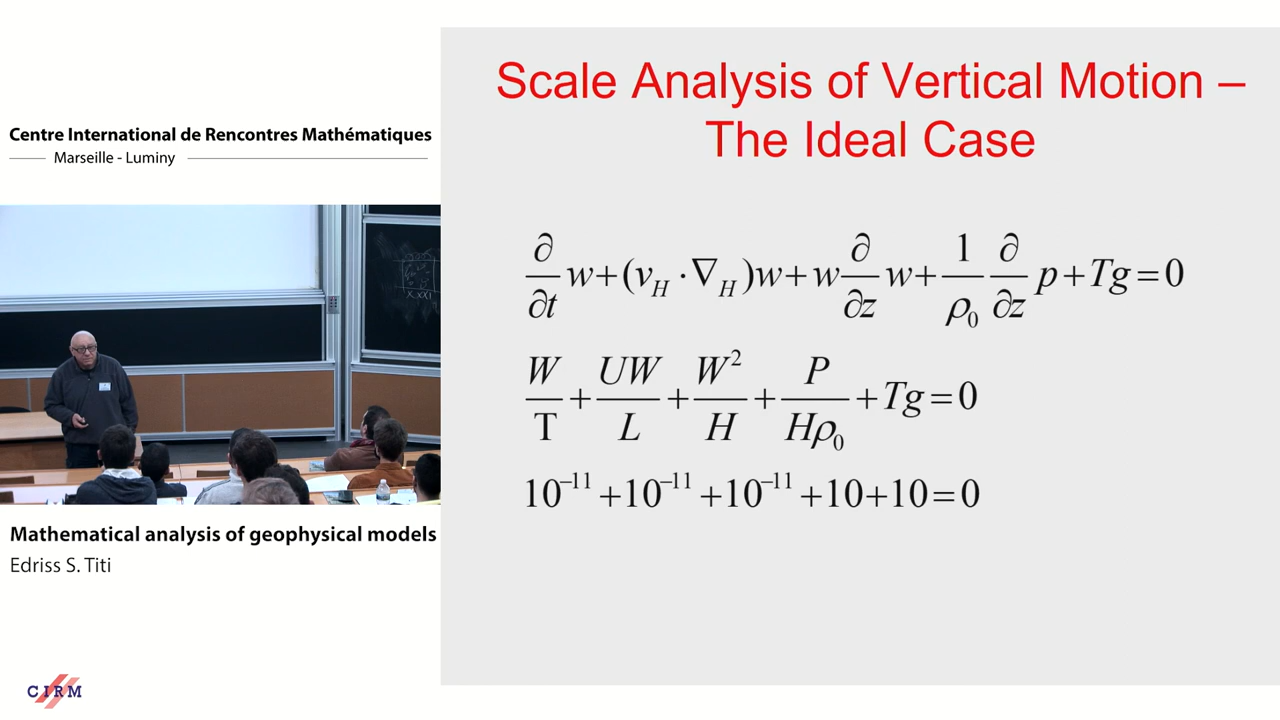 Centre International de Rencontres Mathématiques
Marseille - Luminy
Mathematical analysis of geophysical models
Edriss S. Titi
CIRM
Scale Analysis of Vertical Motion –
The Ideal Case
∂/∂t w + (v_H · ∇_H)w + w ∂/∂z w + 1/ρ₀ ∂/∂z p + Tg = 0
W/T + UW/L + W²/H + P/Hρ₀ + Tg = 0
10⁻¹¹ + 10⁻¹¹ + 10⁻¹¹ + 10 + 10 = 0